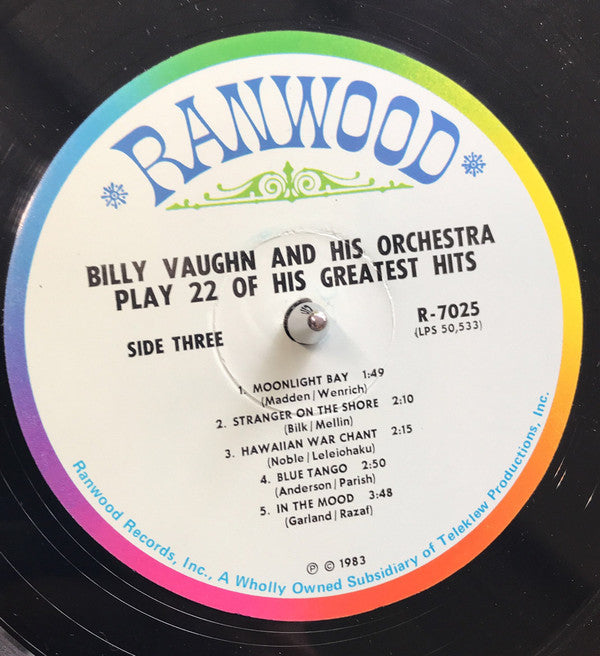 RANWOOD
BILLY VAUGHN AND HIS ORCHESTRA
PLAY 22 OF HIS GREATEST HITS
SIDE THREE
R-7025
(LPS 50,533)
1. MOONLIGHT BAY 1:49
(Madden/Wenrich)
2. STRANGER ON THE SHORE 2:10
(Bilk/Mellin)
3. HAWAIIAN WAR CHANT 2:15
(Noble/Leleiohaku)
4. BLUE TANGO 2:50
(Anderson/Parish)
5. IN THE MOOD 3:48
(Garland/Razaf)
℗ © 1983
Ranwood Records, Inc., A Wholly Owned Subsidiary of Teleklew Productions, Inc.